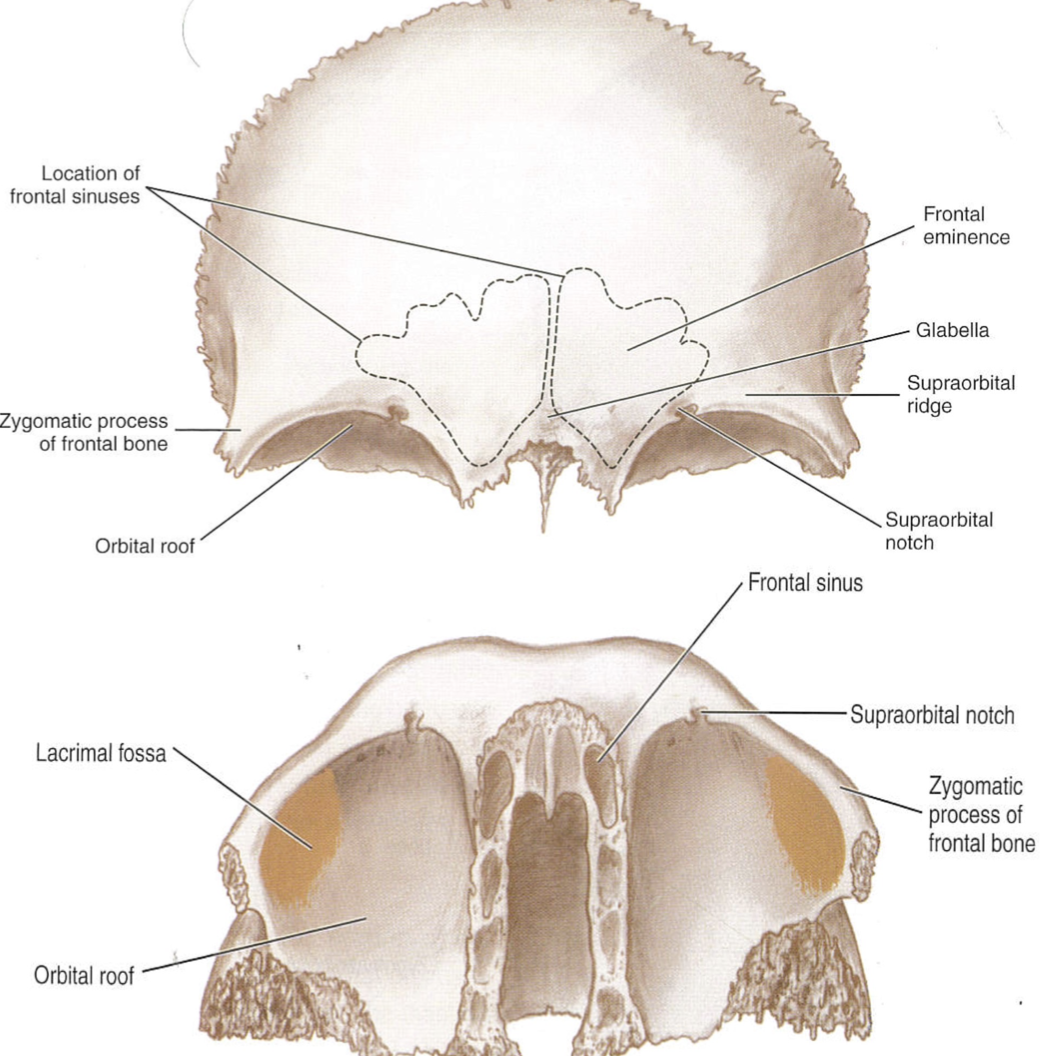 Location of
frontal sinuses
Frontal
eminence
Glabella
Supraorbital
ridge
Zygomatic process
of frontal bone
Supraorbital
notch
Orbital roof
Frontal sinus
Supraorbital notch
Lacrimal fossa
Zygomatic
process of
frontal bone
Orbital roof